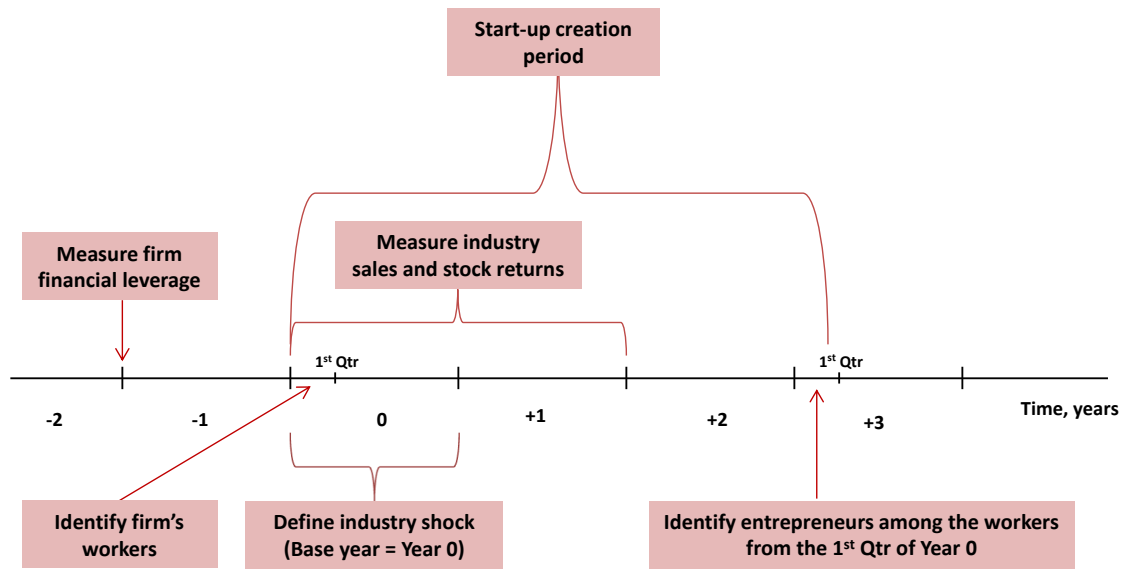 Start-up creation
period
Measure firm
financial leverage
Measure industry
sales and stock returns
1st Qtr
1st Qtr
-2
-1
0
+1
+2
+3
Time, years
Identify firm's
workers
Define industry shock
(Base year = Year 0)
Identify entrepreneurs among the workers
from the 1st Qtr of Year 0